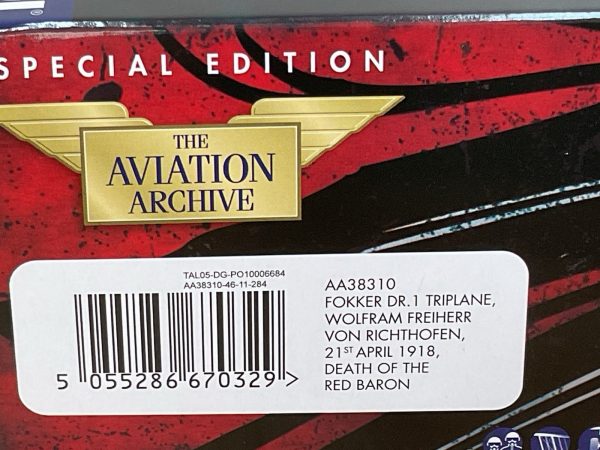 SPECIAL EDITION
THE
AVIATION
ARCHIVE
TAL05-DG-PO10006684
AA38310-46-11-284
5 055286 670329 >
AA38310
FOKKER DR.1 TRIPLANE,
WOLFRAM FREIHERR
VON RICHTHOFEN,
21ST APRIL 1918,
DEATH OF THE
RED BARON